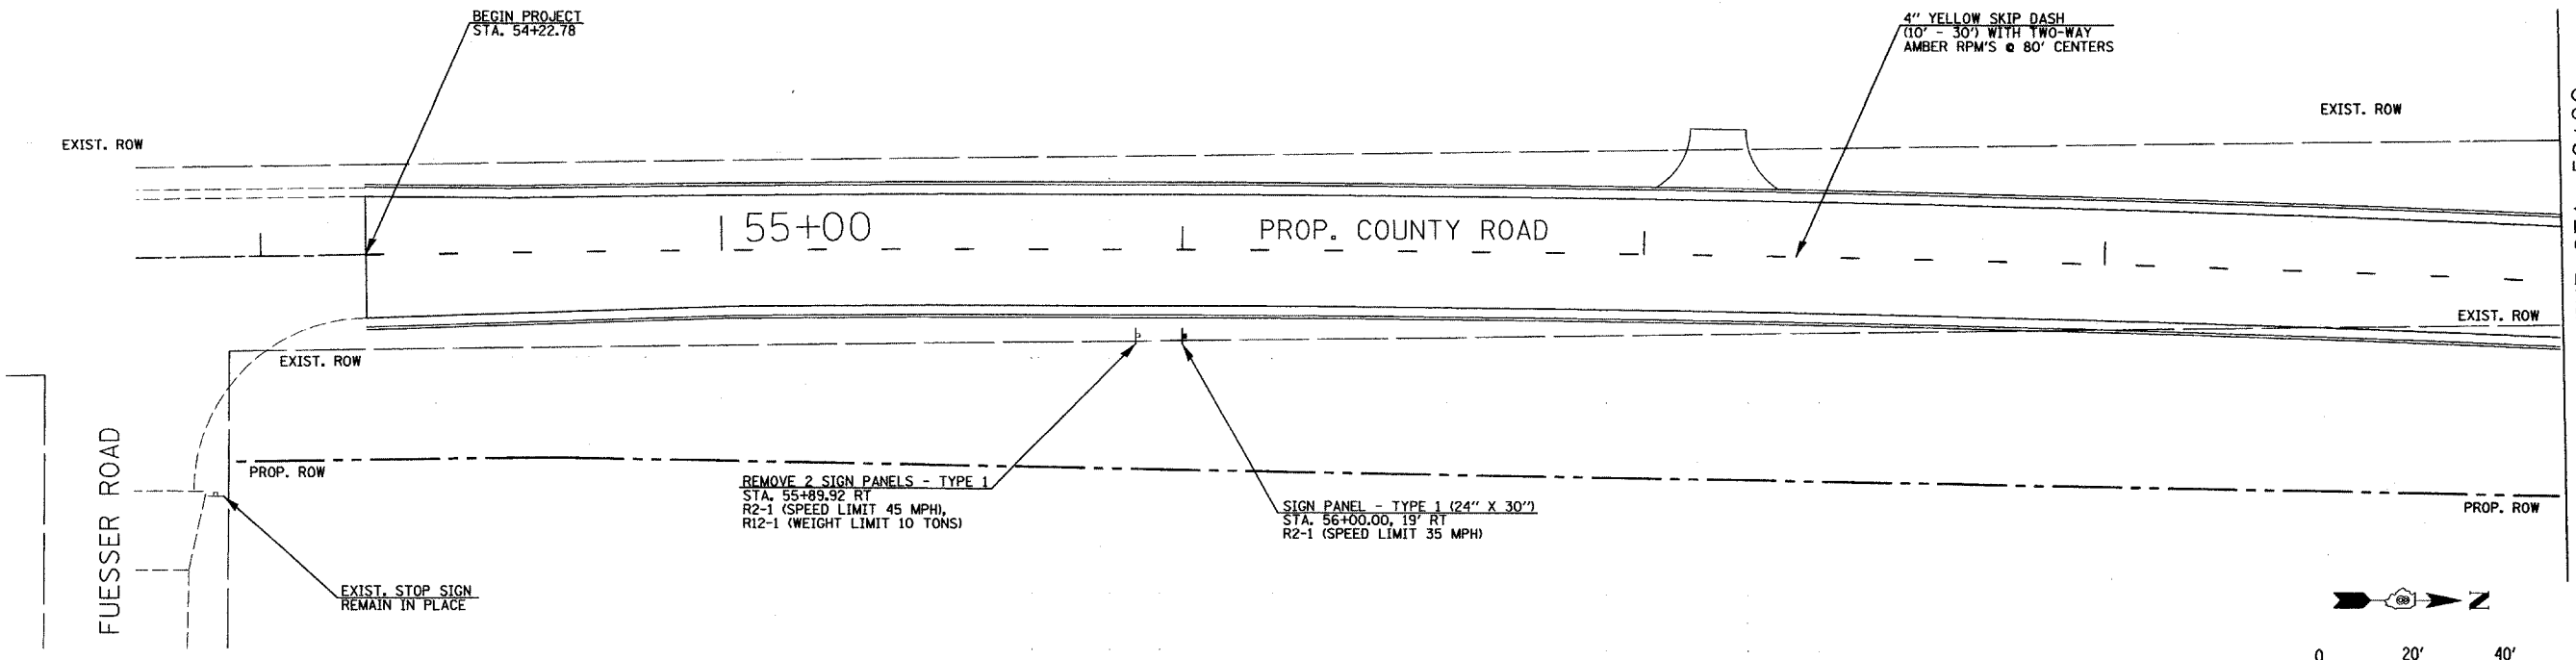 BEGIN PROJECT
STA. 54+22.78
4" YELLOW SKIP DASH
(10' - 30') WITH TWO-WAY
AMBER RPM'S @ 80' CENTERS
EXIST. ROW
EXIST. ROW
55+00
PROP. COUNTY ROAD
EXIST. ROW
EXIST. ROW
FUESSER ROAD
PROP. ROW
REMOVE 2 SIGN PANELS - TYPE 1
STA. 55+89.92 RT
R2-1 (SPEED LIMIT 45 MPH),
R12-1 (WEIGHT LIMIT 10 TONS)
SIGN PANEL - TYPE 1 (24" X 30")
STA. 56+00.00, 19' RT
R2-1 (SPEED LIMIT 35 MPH)
PROP. ROW
EXIST. STOP SIGN
REMAIN IN PLACE
N
0 20' 40'